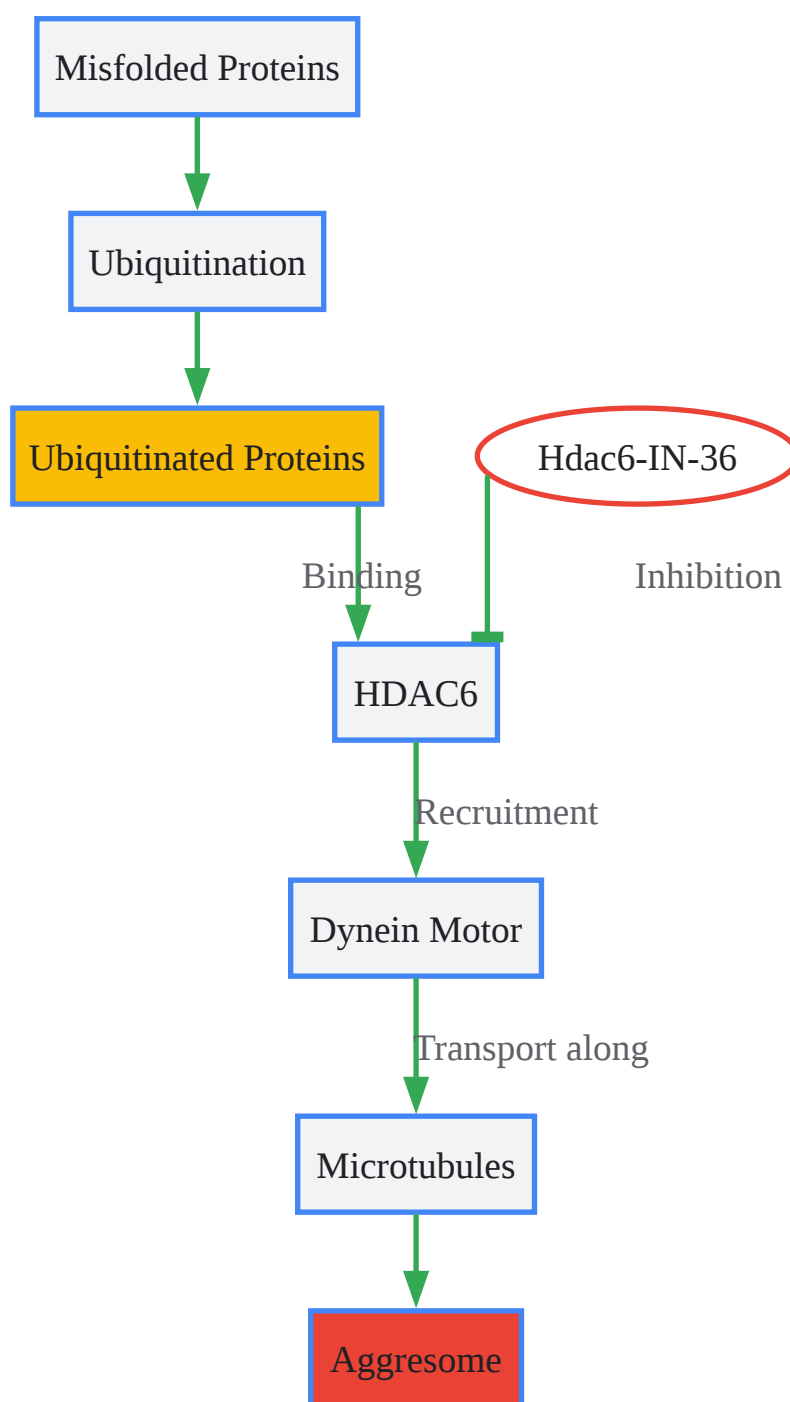 Misfolded Proteins
Ubiquitination
Ubiquitinated Proteins
Hdac6-IN-36
Binding
Inhibition
HDAC6
Recruitment
Dynein Motor
Transport along
Microtubules
Aggresome